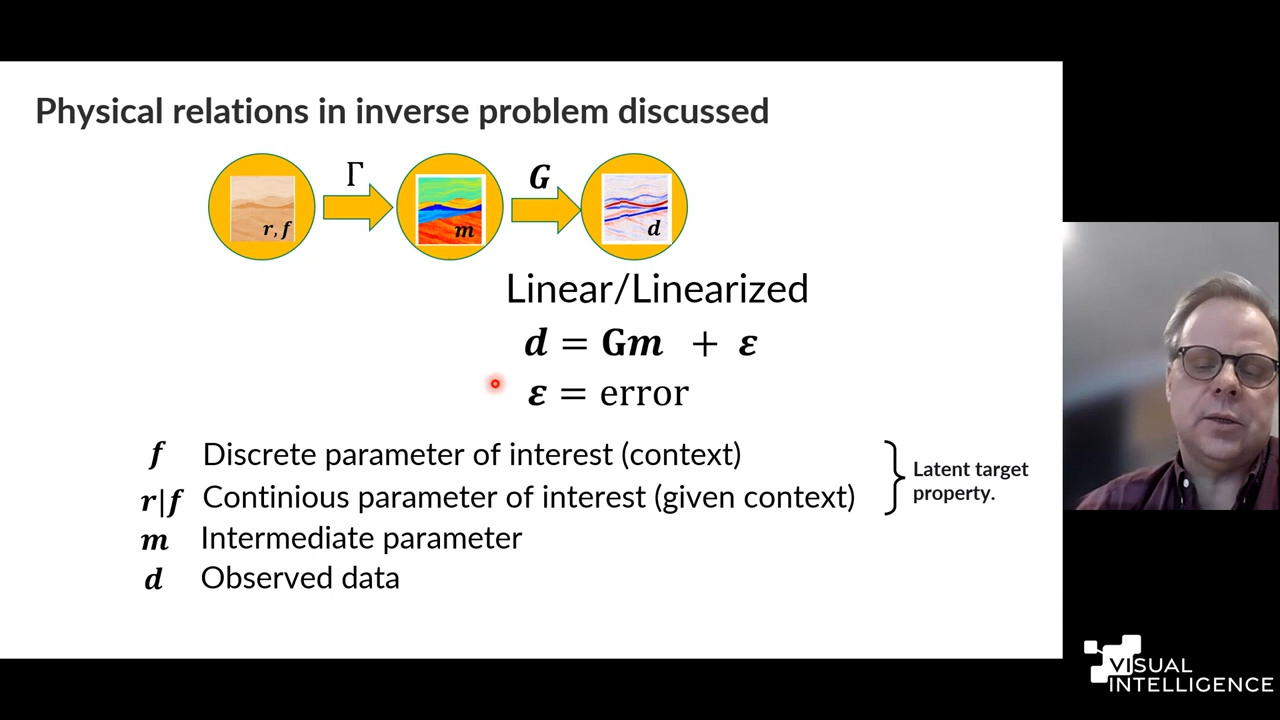 Physical relations in inverse problem discussed
Γ G
r, f m d
Linear/Linearized
d = Gm + ε
ε = error
f Discrete parameter of interest (context)
r|f Continious parameter of interest (given context)
Latent target
property.
m Intermediate parameter
d Observed data
VISUAL
INTELLIGENCE